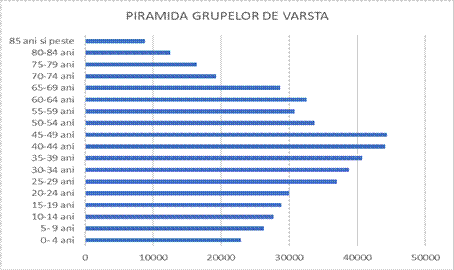 PIRAMIDA GRUPELOR DE VARSTA
85 ani si peste
80-84 ani
75-79 ani
70-74 ani
65-69 ani
60-64 ani
55-59 ani
50-54 ani
45-49 ani
40-44 ani
35-39 ani
30-34 ani
25-29 ani
20-24 ani
15-19 ani
10-14 ani
5- 9 ani
0- 4 ani
0 10000 20000 30000 40000 50000